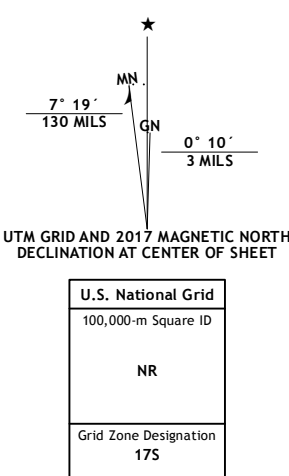 ★
MN
7° 19´
130 MILS
GN
0° 10´
3 MILS
UTM GRID AND 2017 MAGNETIC NORTH
DECLINATION AT CENTER OF SHEET
U.S. National Grid
100,000-m Square ID
NR
Grid Zone Designation
17S